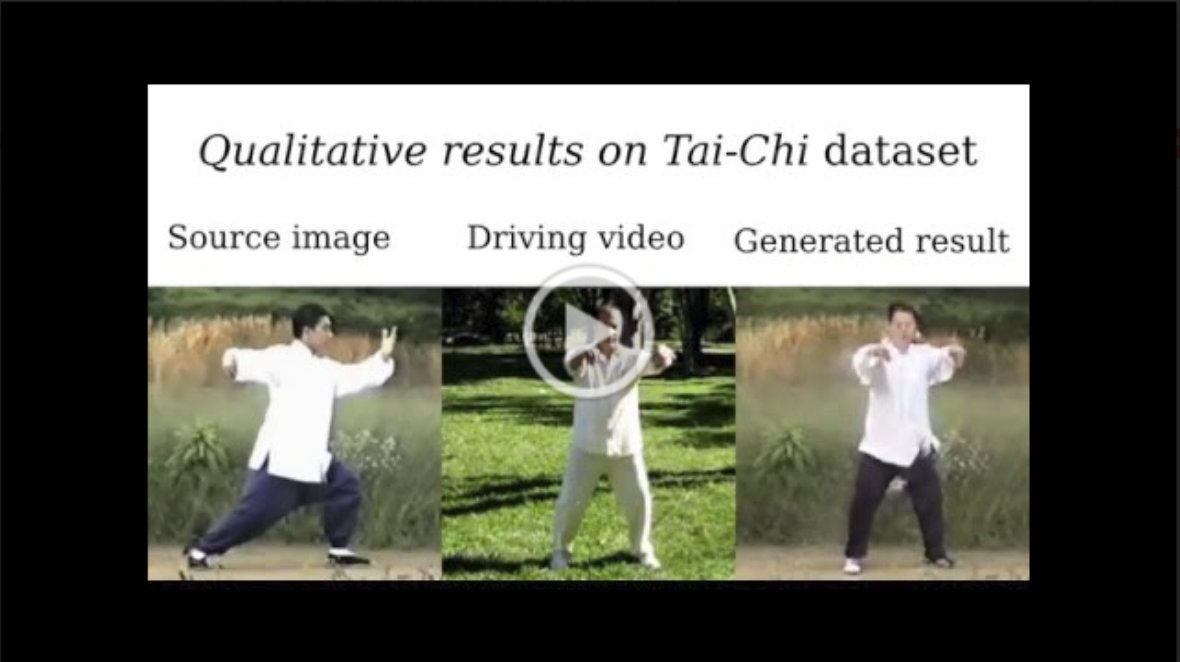 Qualitative results on Tai-Chi dataset
Source image
Driving video
Generated result